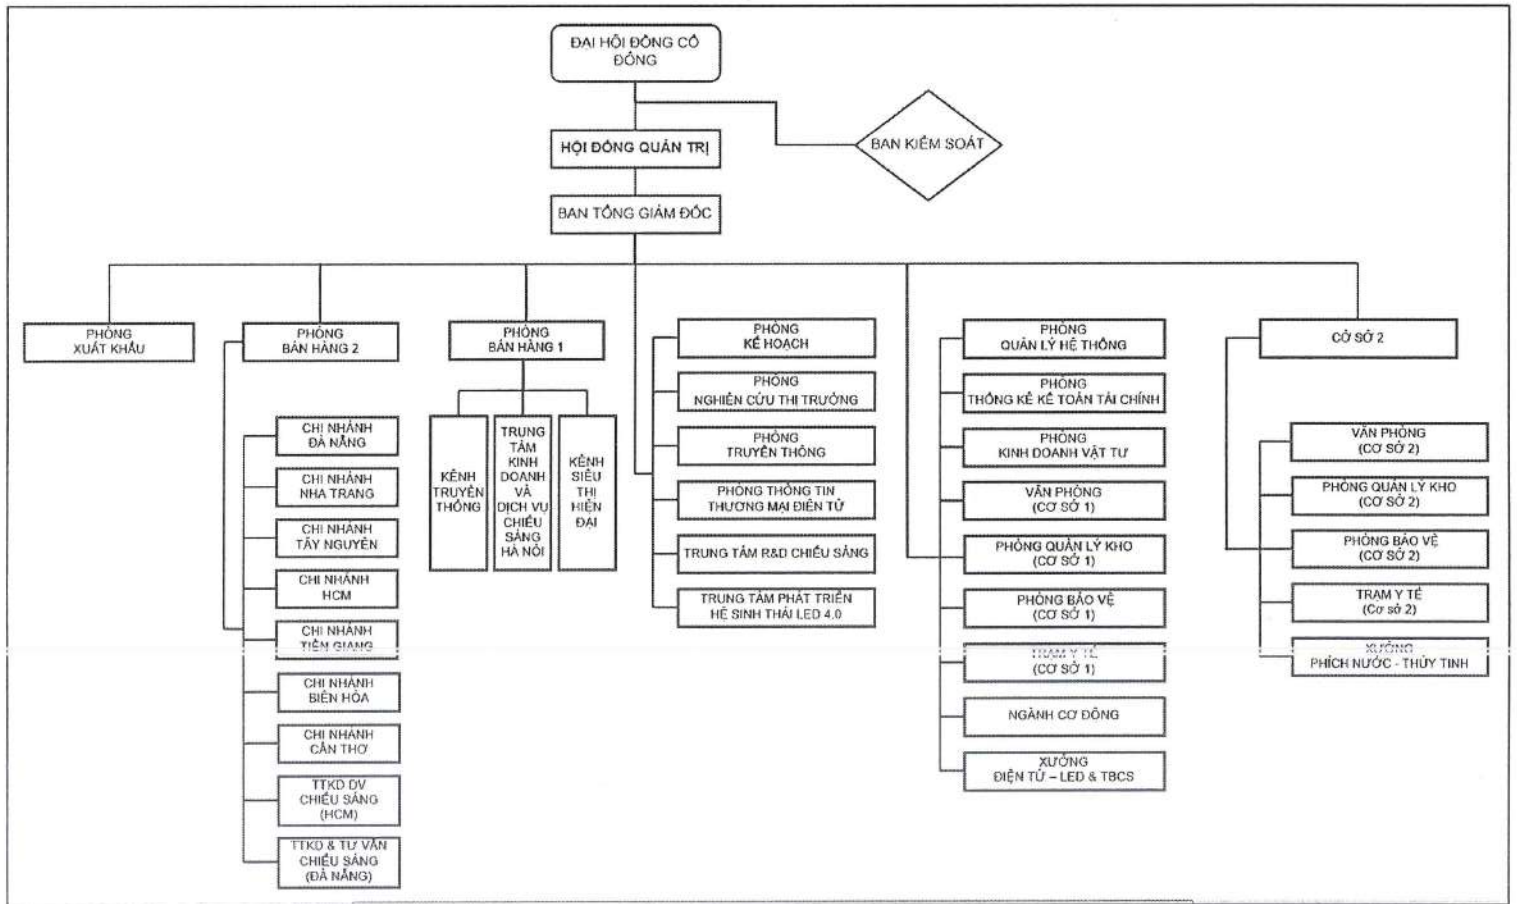 ĐẠI HỘI ĐỒNG CỔ
ĐÔNG
HỘI ĐỒNG QUẢN TRỊ
BAN KIỂM SOÁT
BAN TỔNG GIÁM ĐỐC
PHÒNG
XUẤT KHẨU
PHÒNG
BÁN HÀNG 2
CHI NHÁNH
ĐÀ NẴNG
CHI NHÁNH
NHA TRANG
CHI NHÁNH
TÂY NGUYÊN
CHI NHÁNH
HCM
CHI NHÁNH
TIỀN GIANG
CHI NHÁNH
BIÊN HÒA
CHI NHÁNH
CẦN THƠ
TTKD DV
CHIẾU SÁNG
(HCM)
TTKD & TƯ VẤN
CHIẾU SÁNG
(ĐÀ NẴNG)
PHÒNG
BÁN HÀNG 1
KÊNH
TRUYỀN
THỐNG
TRUNG
TÂM
KINH
DOANH
VÀ
DỊCH VỤ
CHIẾU
SÁNG
HÀ NỘI
KÊNH
SIÊU
THỊ
HIỆN
ĐẠI
PHÒNG
KẾ HOẠCH
PHÒNG
NGHIÊN CỨU THỊ TRƯỜNG
PHÒNG
TRUYỀN THÔNG
PHÒNG THÔNG TIN
THƯƠNG MẠI ĐIỆN TỬ
TRUNG TÂM R&D CHIẾU SÁNG
TRUNG TÂM PHÁT TRIỂN
HỆ SINH THÁI LED 4.0
PHÒNG
QUẢN LÝ HỆ THỐNG
PHÒNG
THỐNG KÊ KẾ TOÁN TÀI CHÍNH
PHÒNG
KINH DOANH VẬT TƯ
VĂN PHÒNG
(CƠ SỞ 1)
PHÒNG QUẢN LÝ KHO
(CƠ SỞ 1)
PHÒNG BẢO VỆ
(CƠ SỞ 1)
TRẠM Y TẾ
(CƠ SỞ 1)
NGÀNH CƠ ĐỘNG
XƯỞNG
ĐIỆN TỬ – LED & TBCS
CƠ SỞ 2
VĂN PHÒNG
(CƠ SỞ 2)
PHÒNG QUẢN LÝ KHO
(CƠ SỞ 2)
PHÒNG BẢO VỆ
(CƠ SỞ 2)
TRẠM Y TẾ
(Cơ sở 2)
XƯỞNG
PHÍCH NƯỚC - THỦY TINH